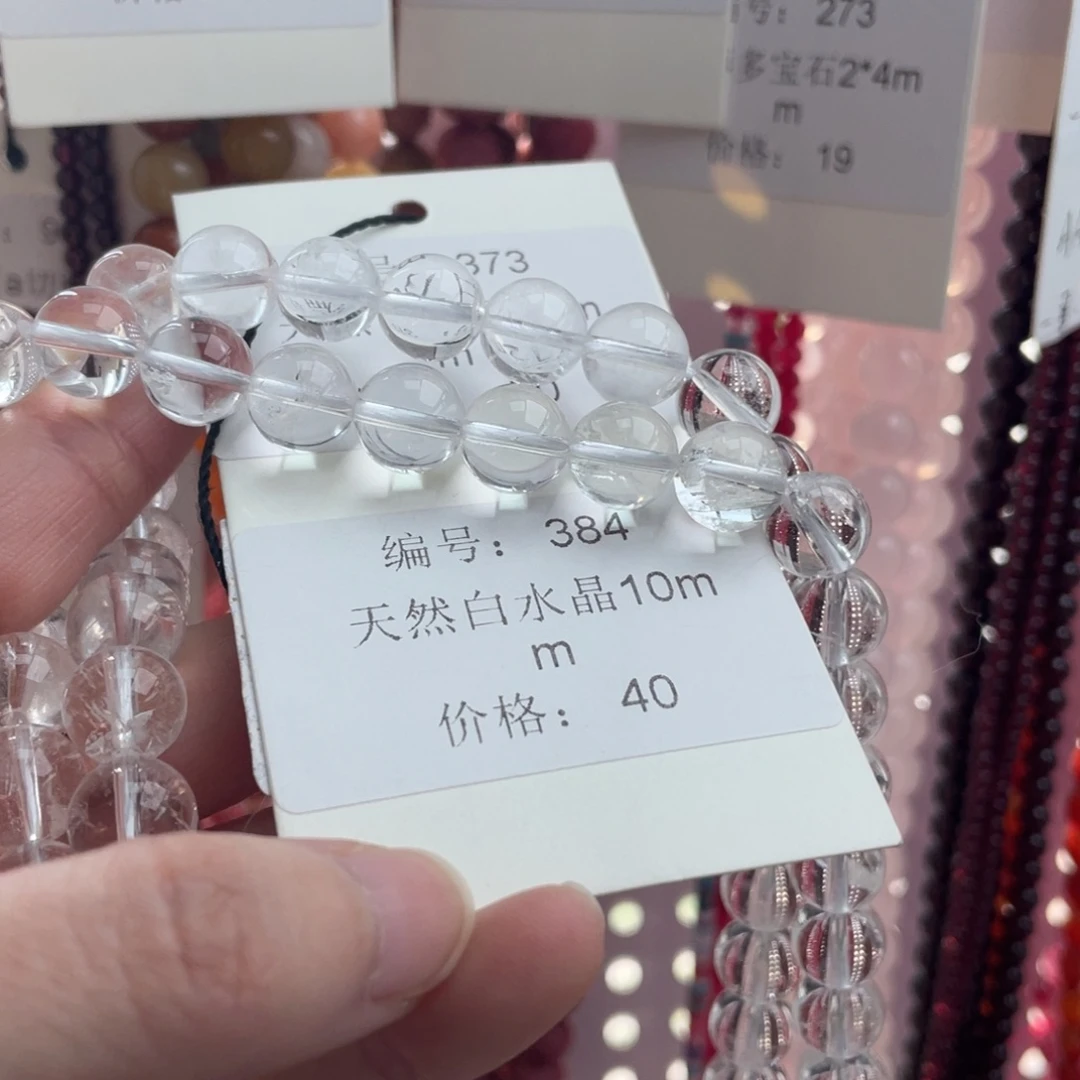 号: 273
多宝石2*4m
m
价格: 19
373
m
编号: 384
天然白水晶10m
m
价格: 40